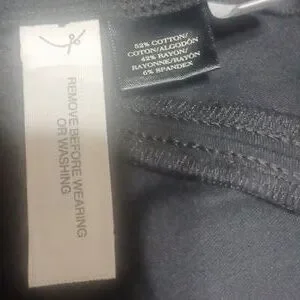 REMOVE BEFORE WEARING
OR WASHING
52% COTTON/
COTON/ALGODÓN
42% RAYON/
RAYONNE/RAYÓN
6% SPANDEX